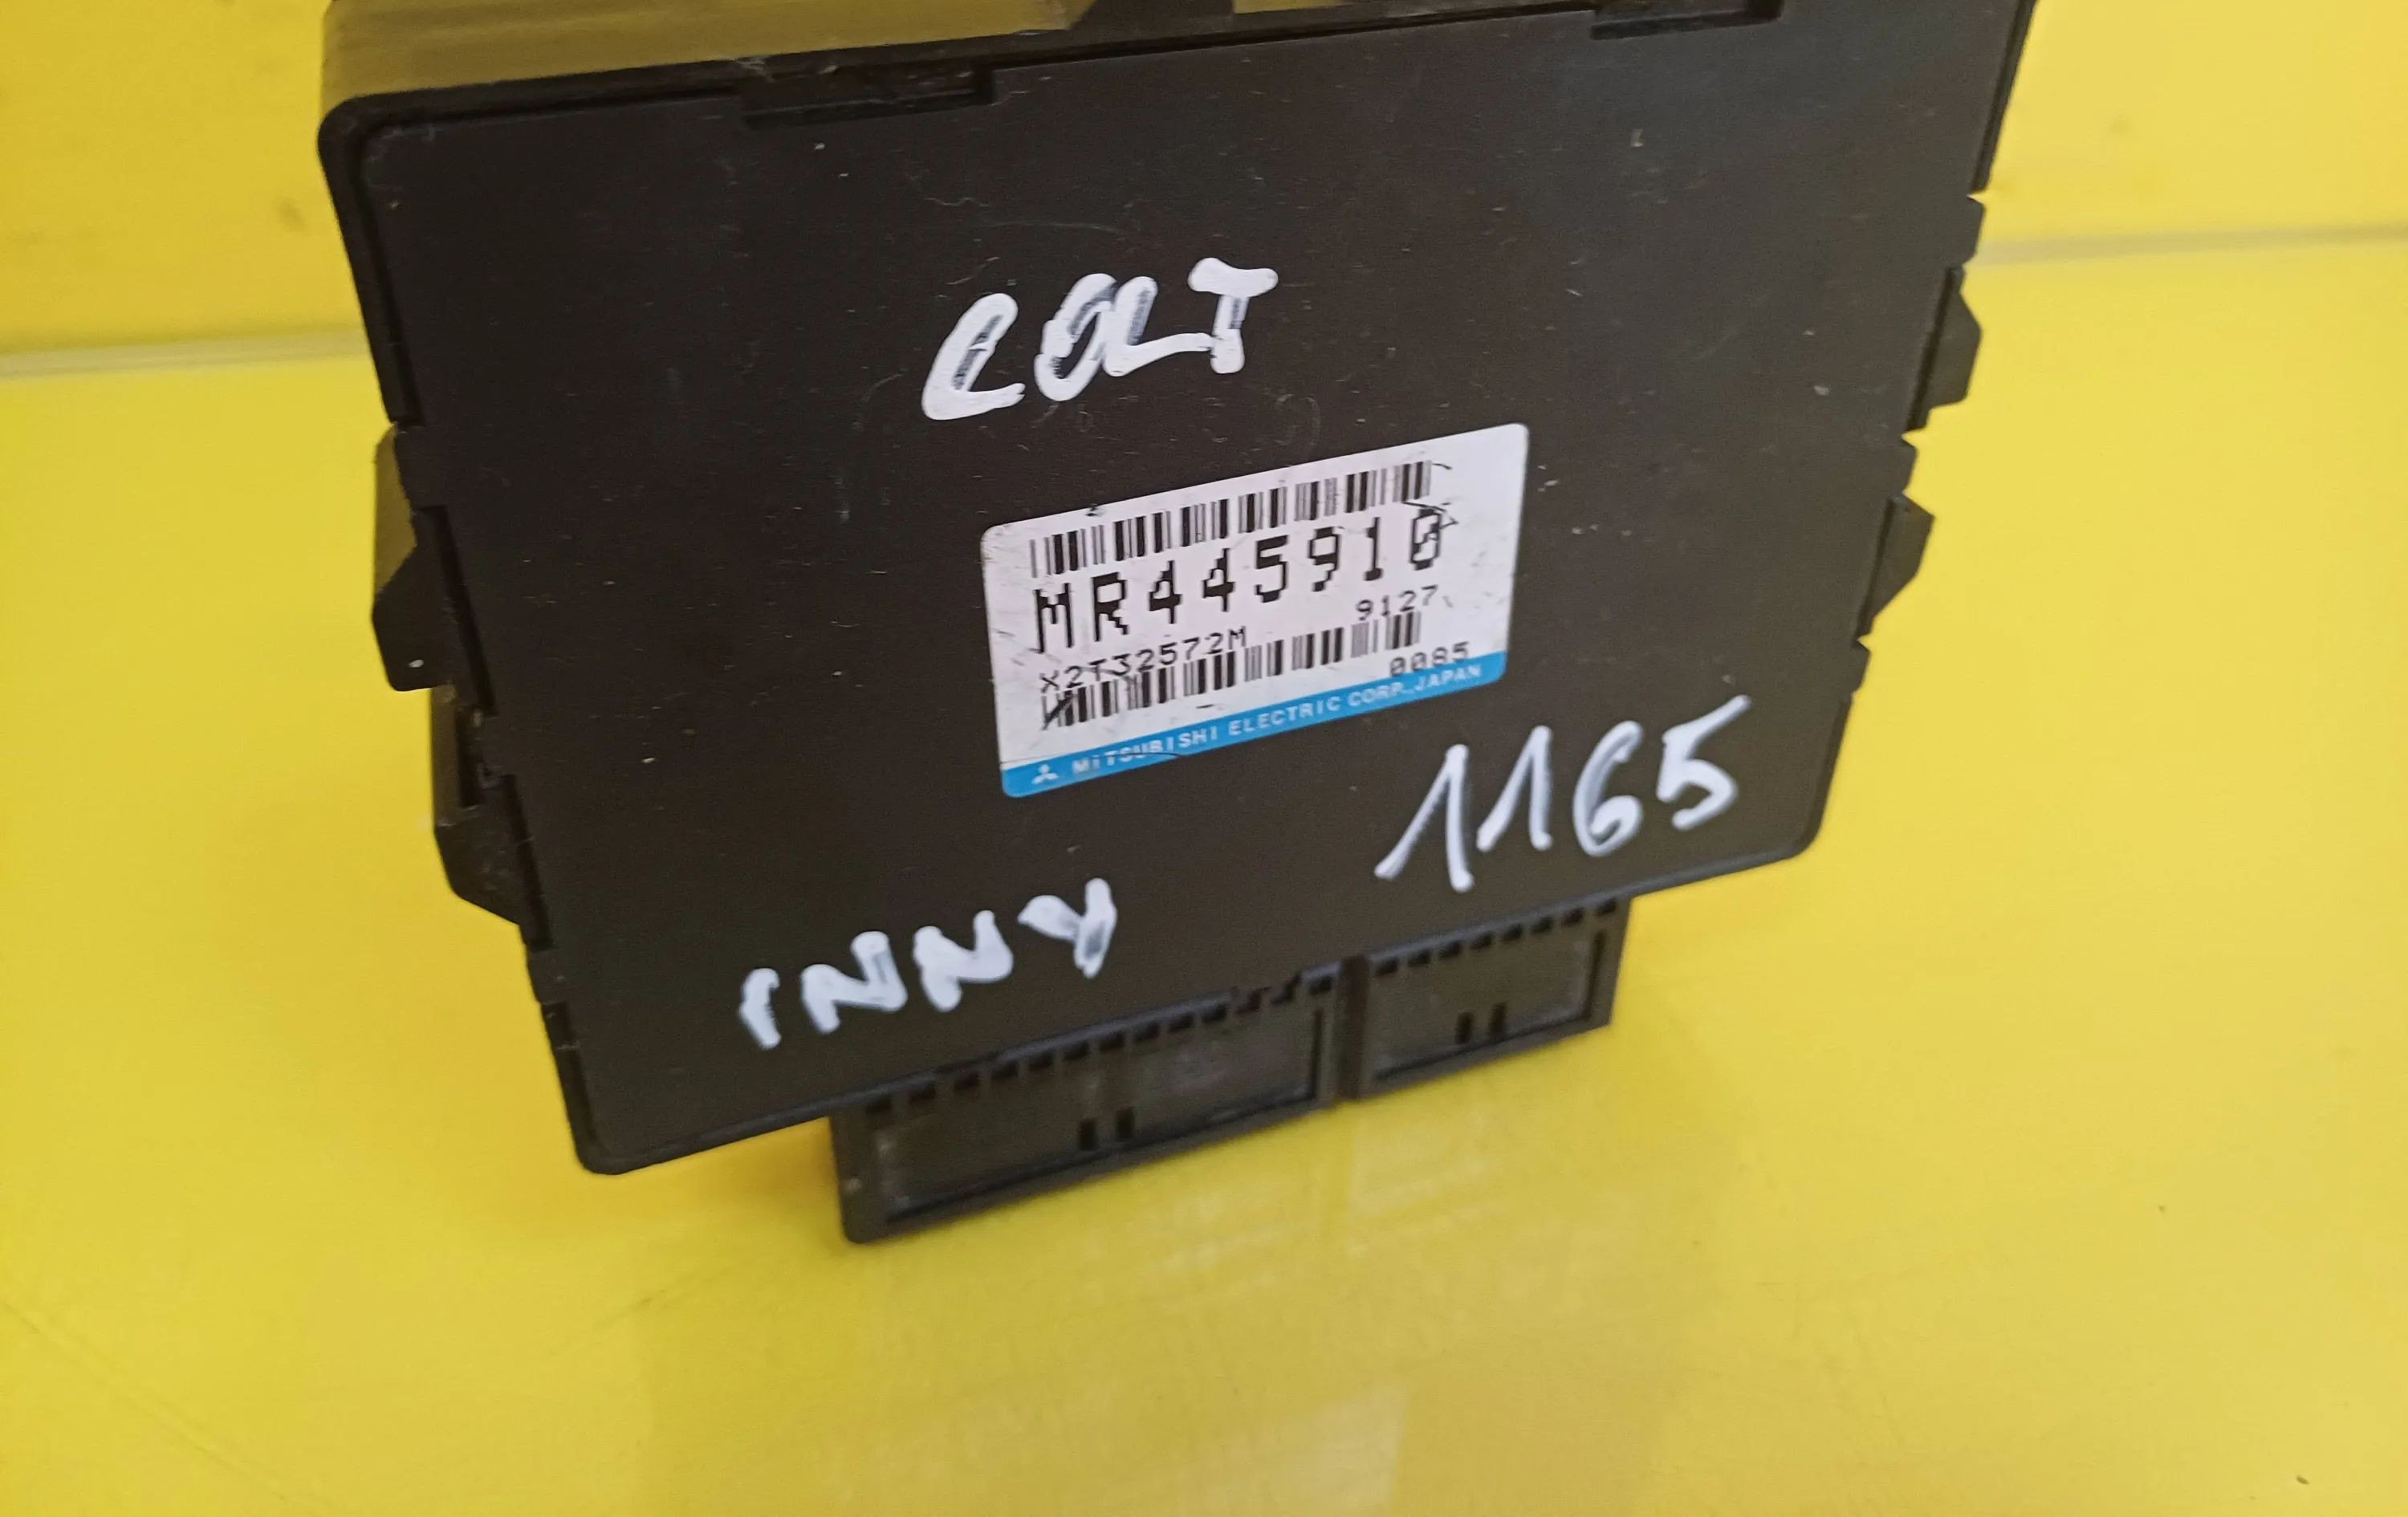 COLT
MR445910
9127
X2T32572M
0085
MITSUBISHI ELECTRIC CORP. JAPAN
1165
INNY